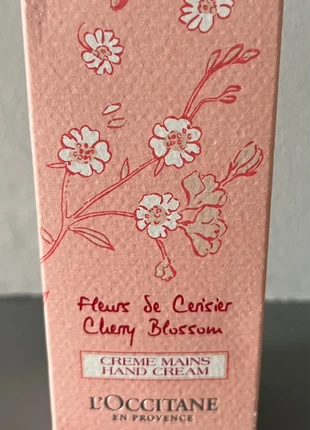 Fleurs de Cerisier
Cherry Blossom
CREME MAINS
HAND CREAM
L'OCCITANE
EN PROVENCE